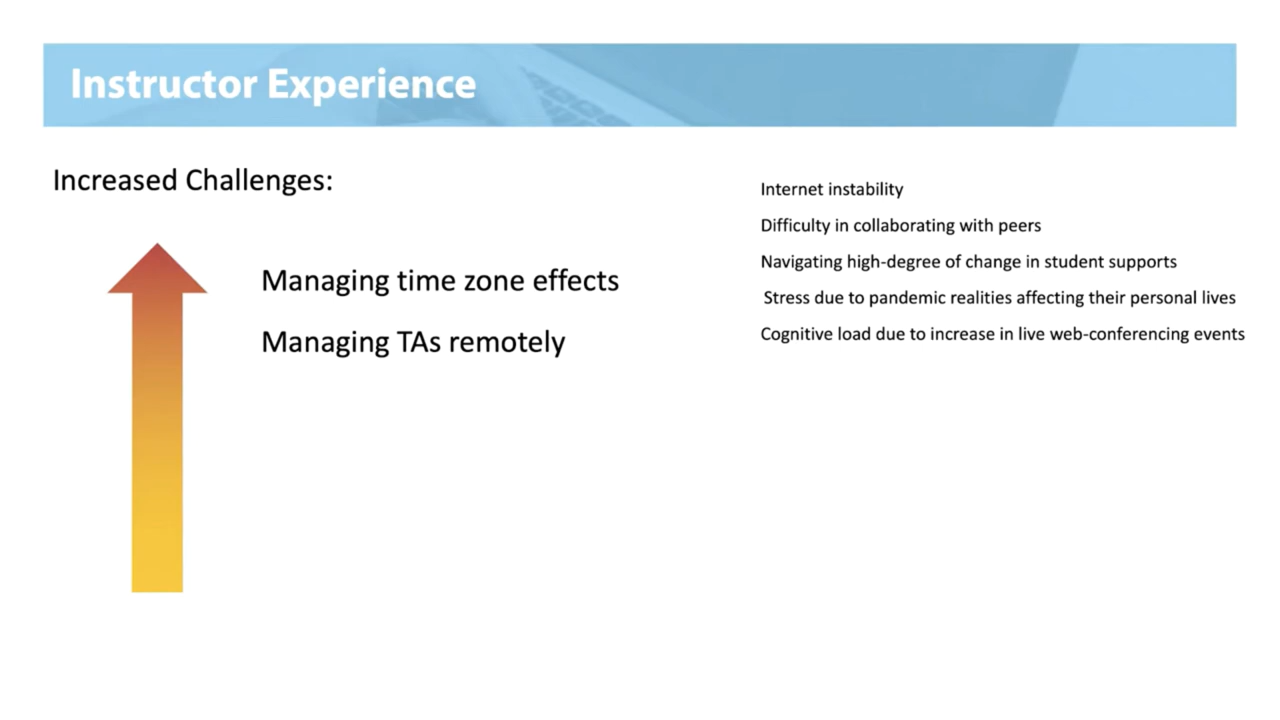 Instructor Experience
Increased Challenges:
Managing time zone effects
Managing TAs remotely
Internet instability
Difficulty in collaborating with peers
Navigating high-degree of change in student supports
Stress due to pandemic realities affecting their personal lives
Cognitive load due to increase in live web-conferencing events